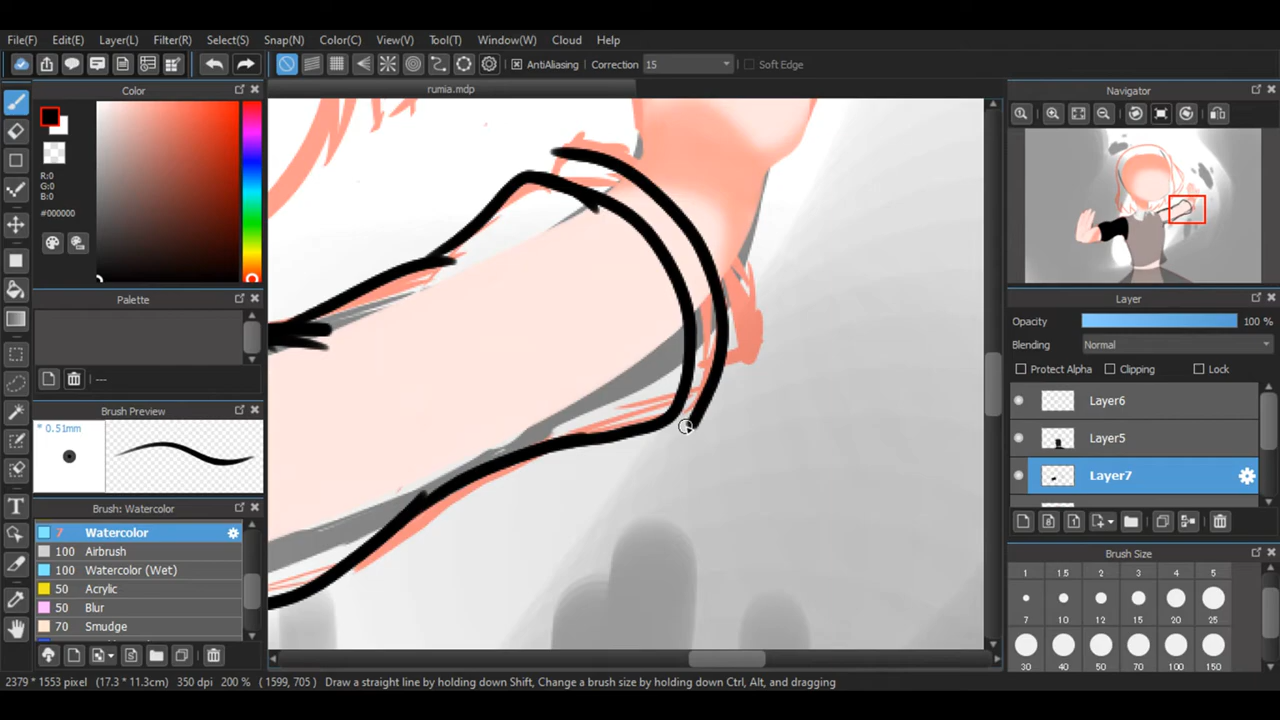 File(F) Edit(E) Layer(L) Filter(R) Select(S) Snap(N) Color(C) View(V) Tool(T) Window(W) Cloud Help
AntiAliasing Correction 15 Soft Edge
rumia.mdp
Color
R:0
G:0
B:0
#000000
Palette
---
Brush Preview
* 0.51mm
Brush: Watercolor
7 Watercolor
100 Airbrush
100 Watercolor (Wet)
50 Acrylic
50 Blur
70 Smudge
Navigator
Layer
Opacity 100 %
Blending Normal
Protect Alpha Clipping Lock
Layer6
Layer5
Layer7
Brush Size
1 1.5 2 3 4 5
7 10 12 15 20 25
30 40 50 70 100 150
2379 * 1553 pixel (17.3 * 11.3cm) 350 dpi 200 % ( 1599, 705 ) Draw a straight line by holding down Shift, Change a brush size by holding down Ctrl, Alt, and dragging